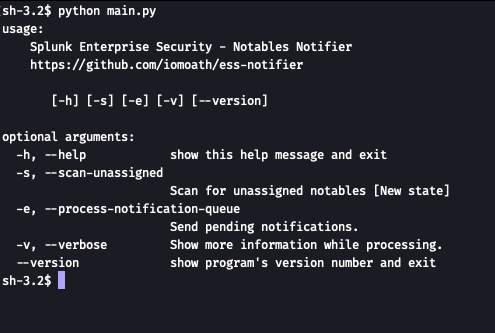 sh-3.2$ python main.py
usage:
    Splunk Enterprise Security - Notables Notifier
    https://github.com/iomoath/ess-notifier

       [-h] [-s] [-e] [-v] [--version]

optional arguments:
  -h, --help            show this help message and exit
  -s, --scan-unassigned
                        Scan for unassigned notables [New state]
  -e, --process-notification-queue
                        Send pending notifications.
  -v, --verbose         Show more information while processing.
  --version             show program's version number and exit
sh-3.2$